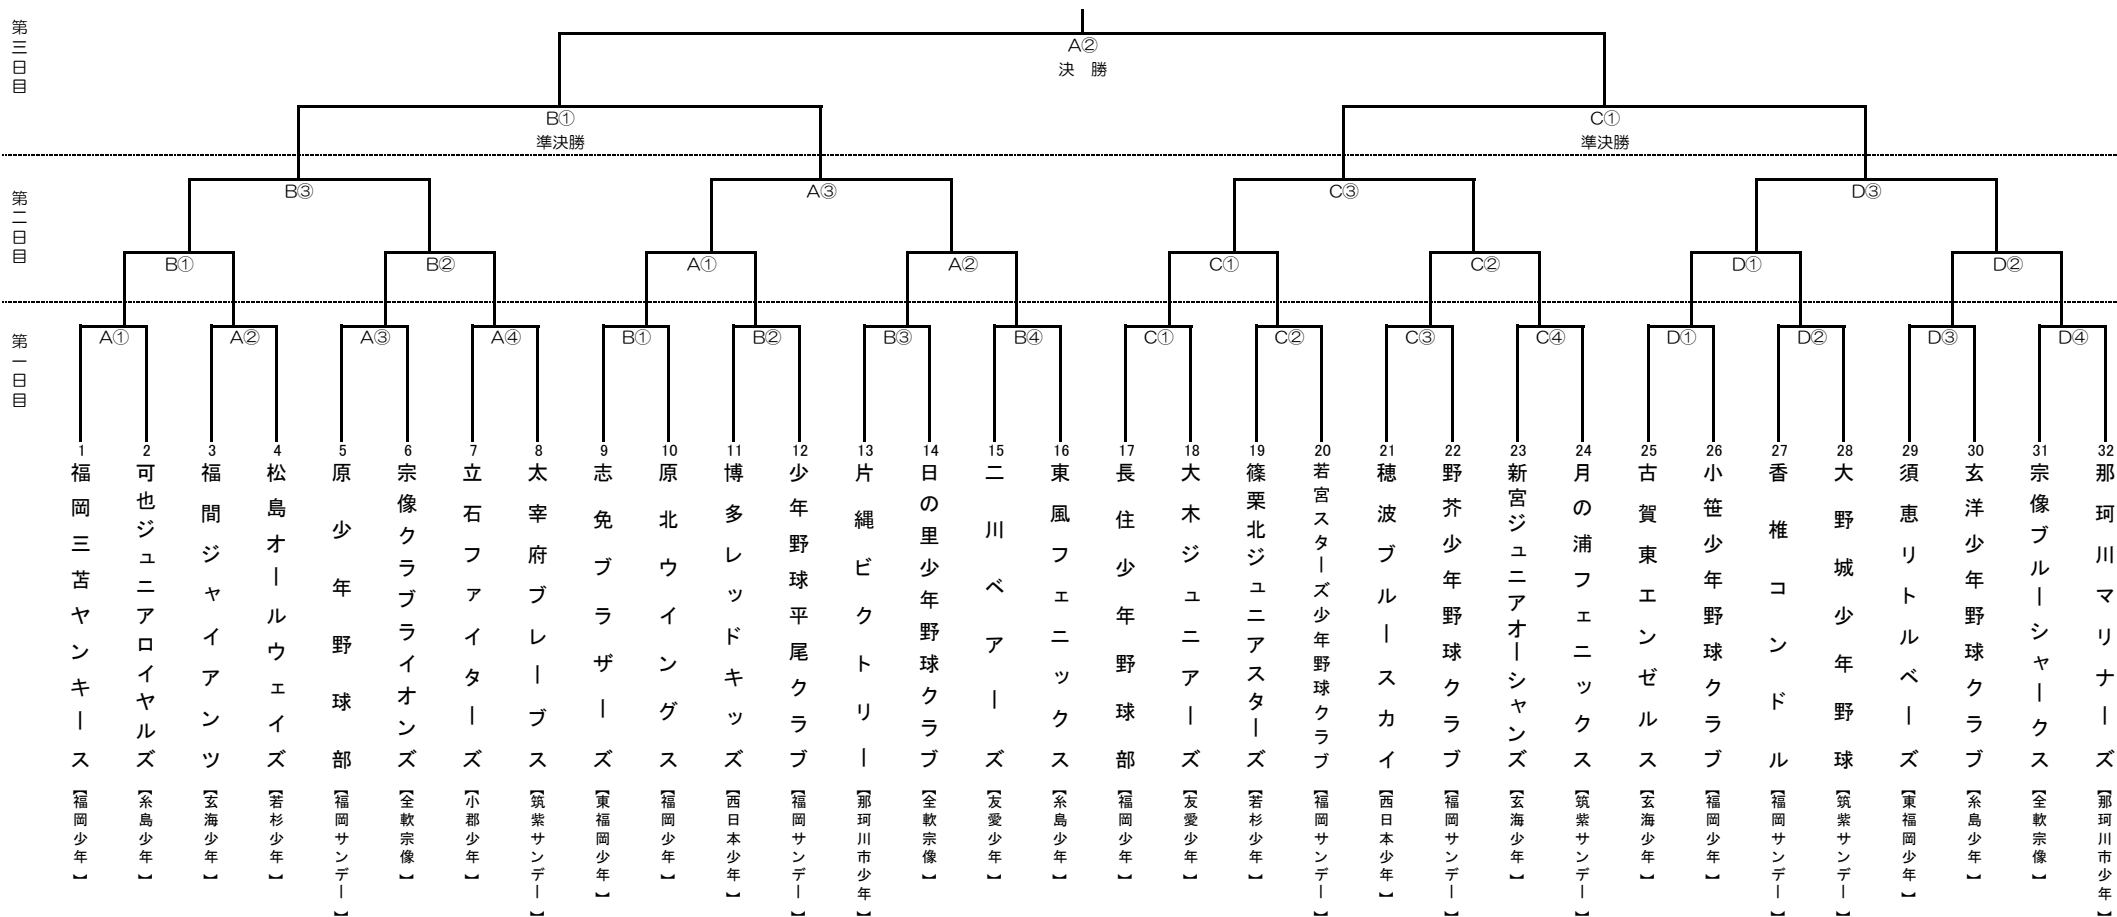 第三日目
A②
決　勝
B①
準決勝
C①
準決勝
第二日目
B③
A③
C③
D③
B①
B②
A①
A②
C①
C②
D①
D②
第一日目
A①
A②
A③
A④
B①
B②
B③
B④
C①
C②
C③
C④
D①
D②
D③
D④
1 福岡三苫ヤンキース 【福岡少年】
2 可也ジュニアロイヤルズ 【糸島少年】
3 福間ジャイアンツ 【玄海少年】
4 松島オールウェイズ 【若杉少年】
5 原少年野球部 【福岡サンデー】
6 宗像クラブライオンズ 【全軟宗像】
7 立石ファイターズ 【小郡少年】
8 太宰府ブレーブス 【筑紫サンデー】
9 志免ブラザーズ 【東福岡少年】
10 原北ウイングス 【福岡少年】
11 博多レッドキッズ 【西日本少年】
12 少年野球平尾クラブ 【福岡サンデー】
13 片縄ビクトリー 【那珂川市少年】
14 日の里少年野球クラブ 【全軟宗像】
15 二川ベアーズ 【友愛少年】
16 東風フェニックス 【糸島少年】
17 長住少年野球部 【福岡少年】
18 大木ジュニアーズ 【友愛少年】
19 篠栗北ジュニアスターズ 【若杉少年】
20 若宮スターズ少年野球クラブ 【福岡サンデー】
21 穂波ブルースカイ 【西日本少年】
22 野芥少年野球クラブ 【福岡サンデー】
23 新宮ジュニアオーシャンズ 【玄海少年】
24 月の浦フェニックス 【筑紫サンデー】
25 古賀東エンゼルス 【玄海少年】
26 小笹少年野球クラブ 【福岡少年】
27 香椎コンドル 【福岡サンデー】
28 大野城少年野球 【筑紫サンデー】
29 須恵リトルベーズ 【東福岡少年】
30 玄洋少年野球クラブ 【糸島少年】
31 宗像ブルーシャークス 【全軟宗像】
32 那珂川マリナーズ 【那珂川市少年】